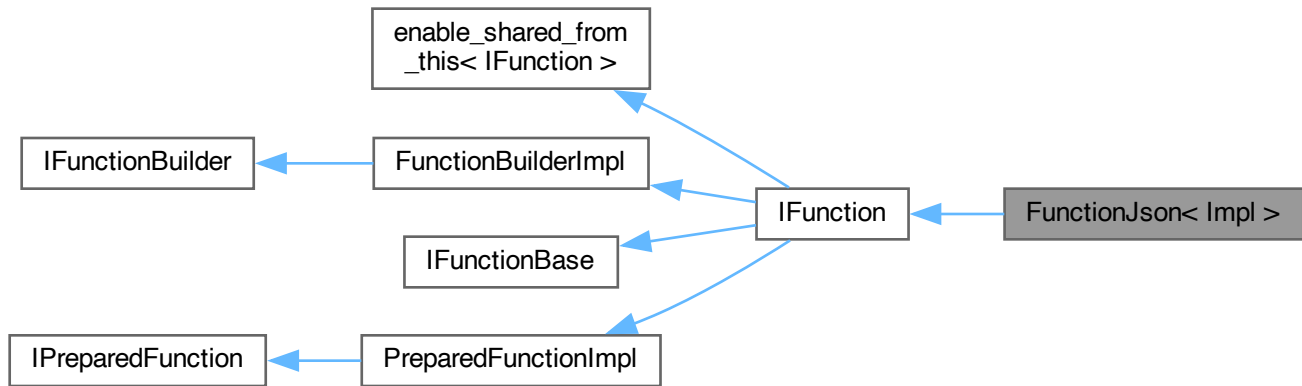 enable_shared_from
_this< IFunction >
IFunctionBuilder
FunctionBuilderImpl
IFunction
FunctionJson< Impl >
IFunctionBase
IPreparedFunction
PreparedFunctionImpl